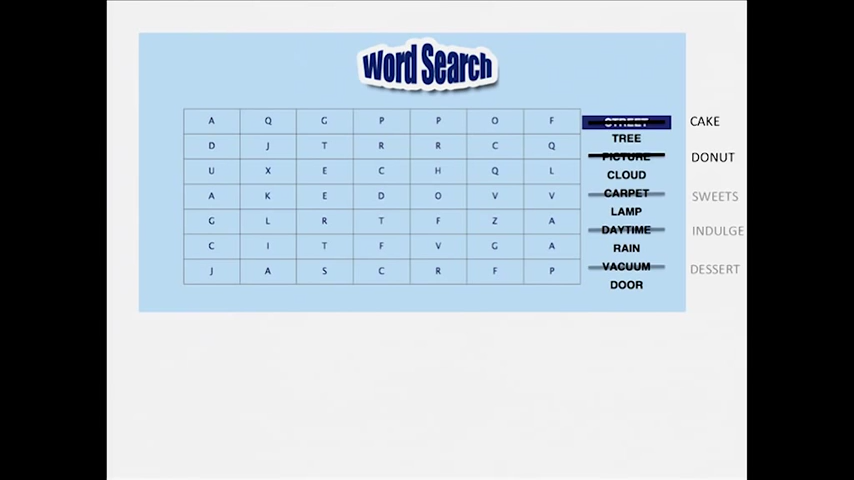 Word Search
A Q G P P O F
D J T R R C Q
U X E C H Q L
A K E D O V V
G L R T F Z A
C I T F V G A
J A S C R F P
STREET
TREE
PICTURE
CLOUD
CARPET
LAMP
DAYTIME
RAIN
VACUUM
DOOR
CAKE
DONUT
SWEETS
INDULGE
DESSERT